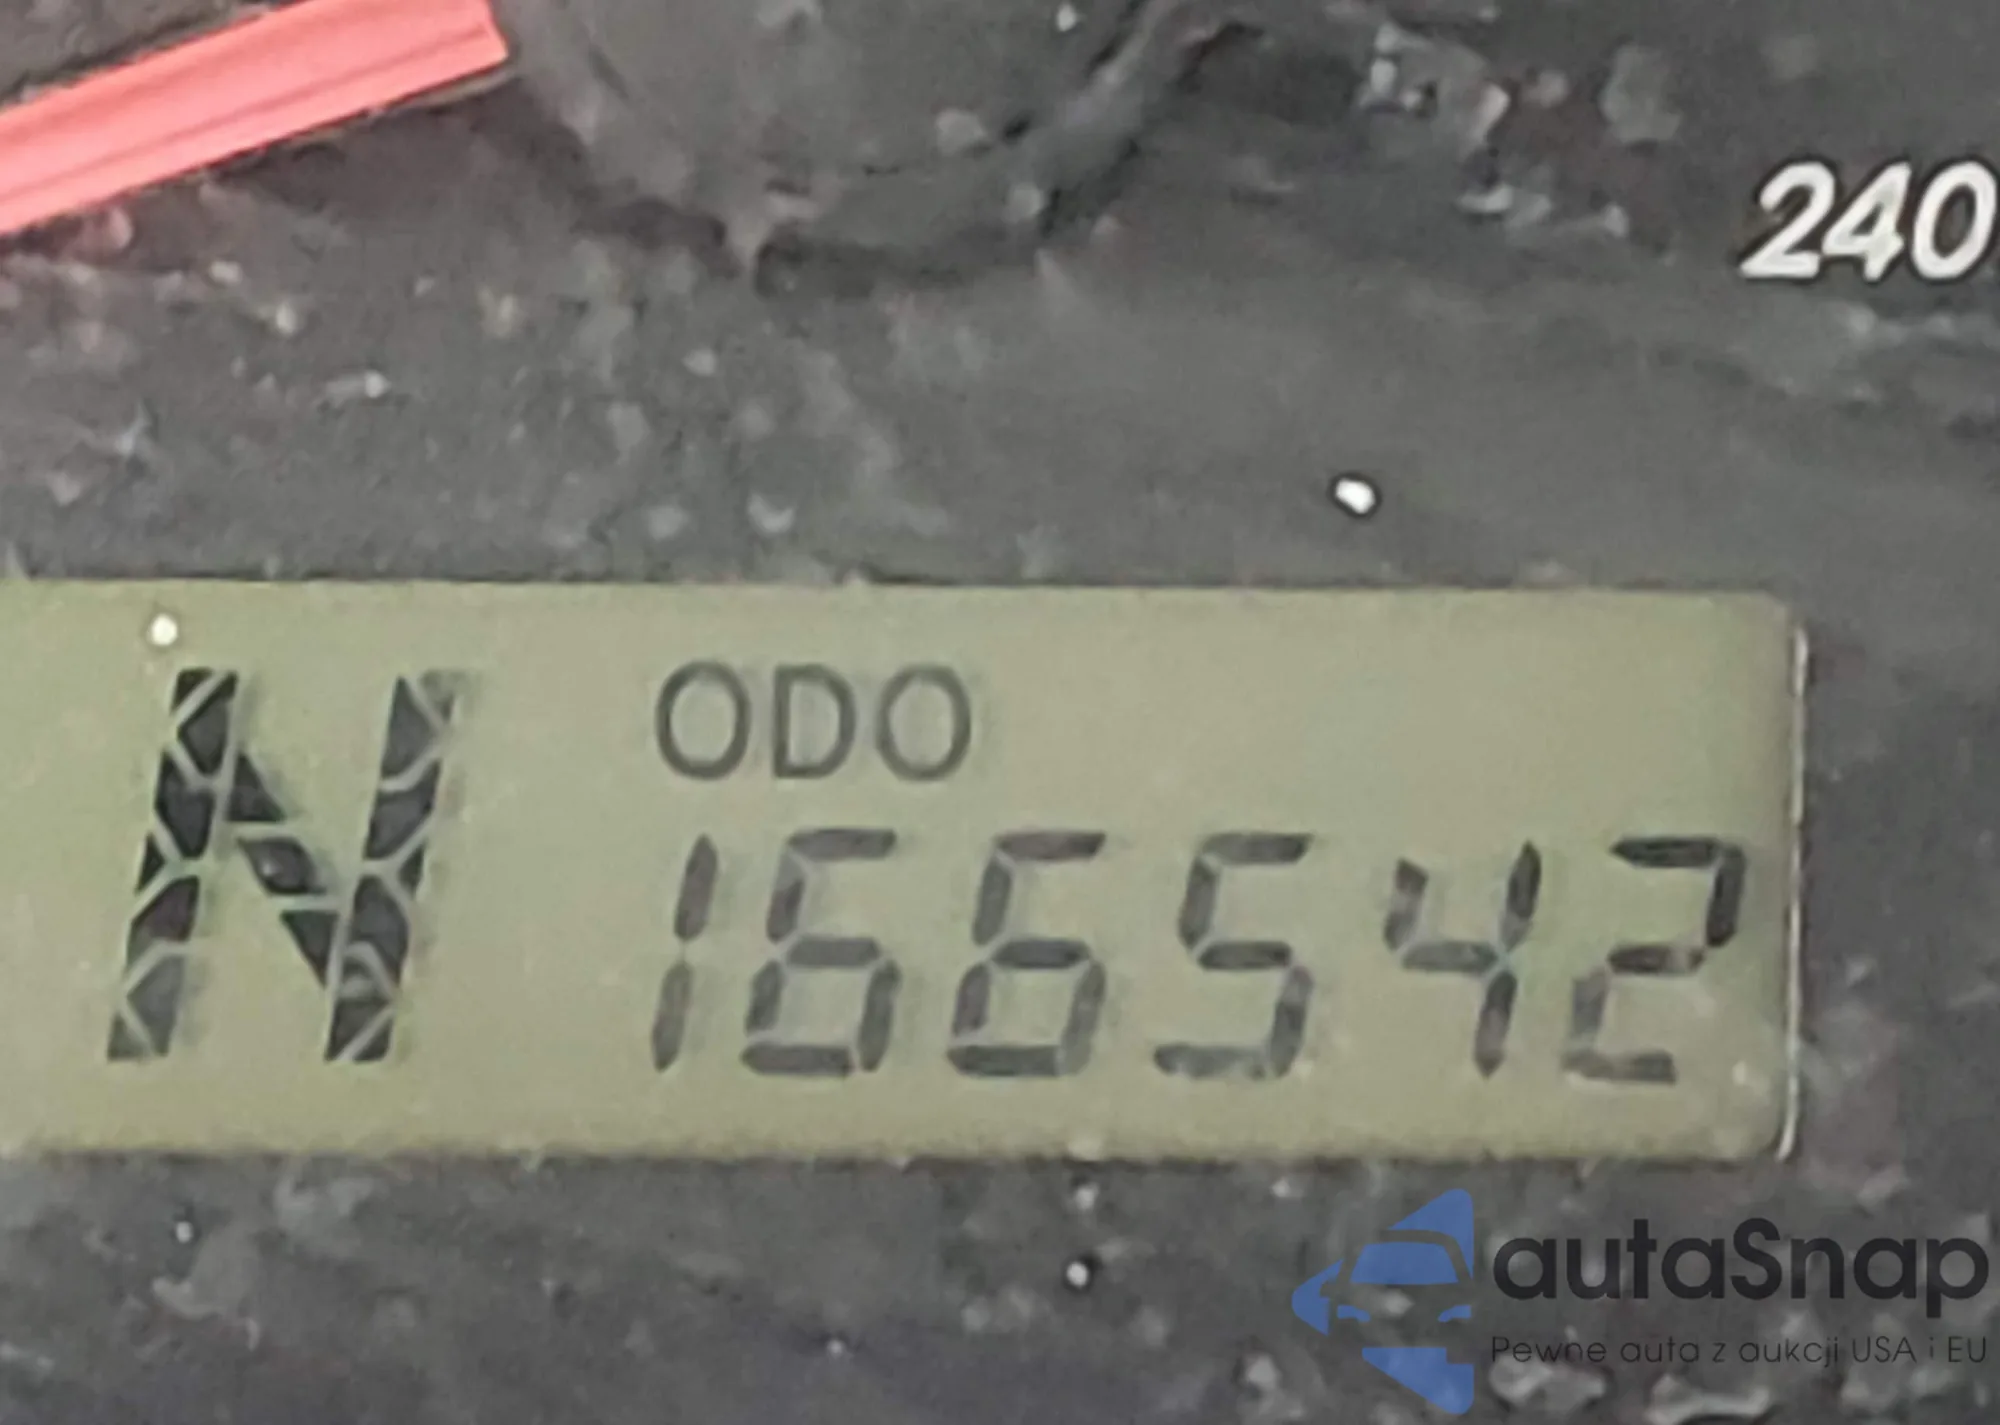 240
N ODO
166542
autaSnap
Pewne auta z aukcji USA i EU